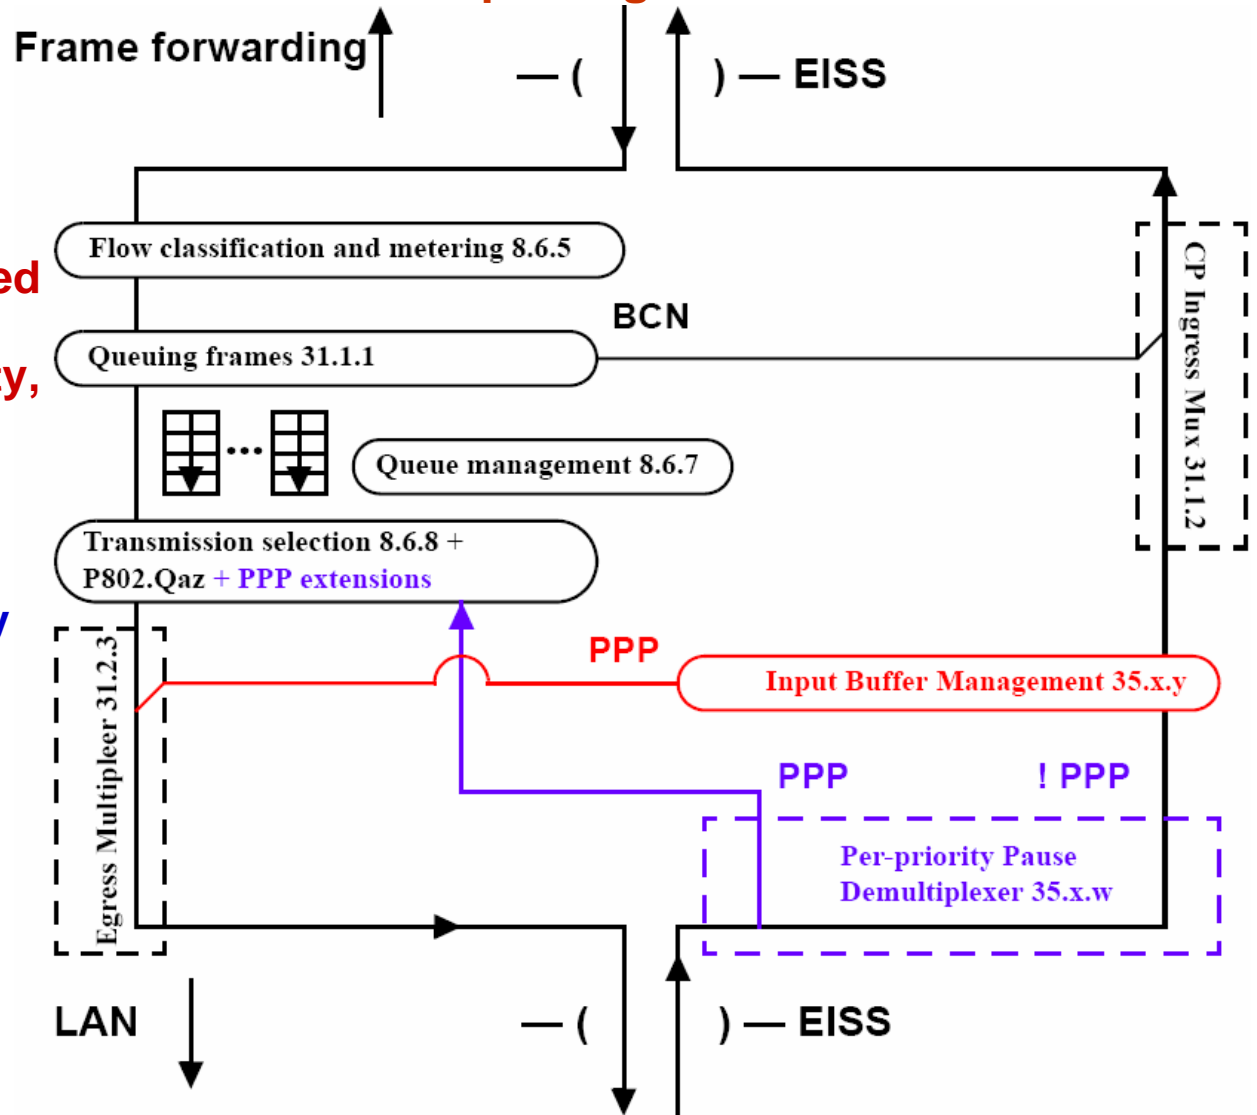 Frame forwarding
— (
) — EISS
Flow classification and metering 8.6.5
ed
BCN
Queuing frames 31.1.1
ty,
CP Ingress Mux 31.1.2
Queue management 8.6.7
Transmission selection 8.6.8 +
P802.Qaz + PPP extensions
y
Egress Multipleer 31.2.3
PPP
Input Buffer Management 35.x.y
PPP
! PPP
Per-priority Pause
Demultiplexer 35.x.w
LAN
— (
) — EISS